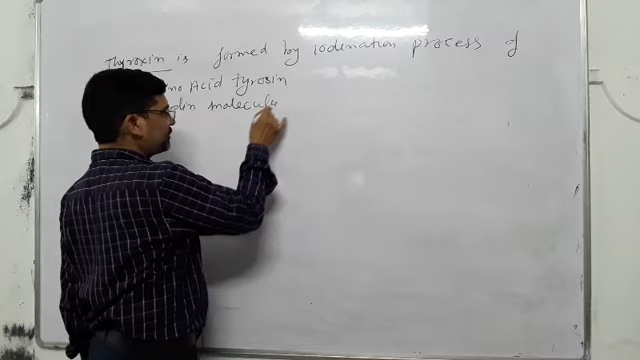 Thyroxin is formed by iodination process of
Acid tyrosin
molecule